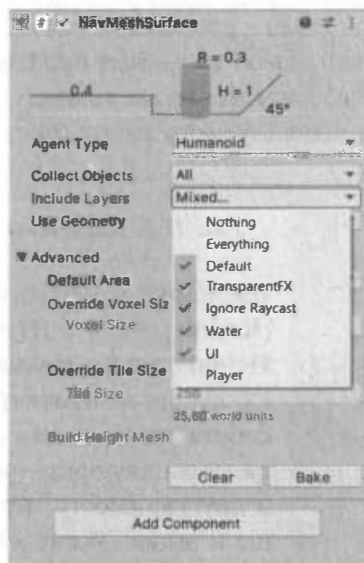 NavMeshSurface
R = 0.3
0.4
H = 1
45°
Agent Type Humanoid
Collect Objects All
Include Layers Mixed...
Use Geometry
Nothing
Everything
Advanced
Default
Default Area
TransparentFX
Override Voxel Siz
Ignore Raycast
Voxel Size
Water
UI
Override Tile Size
Player
Tile Size 256
25.60 world units
Build Height Mesh
Clear Bake
Add Component